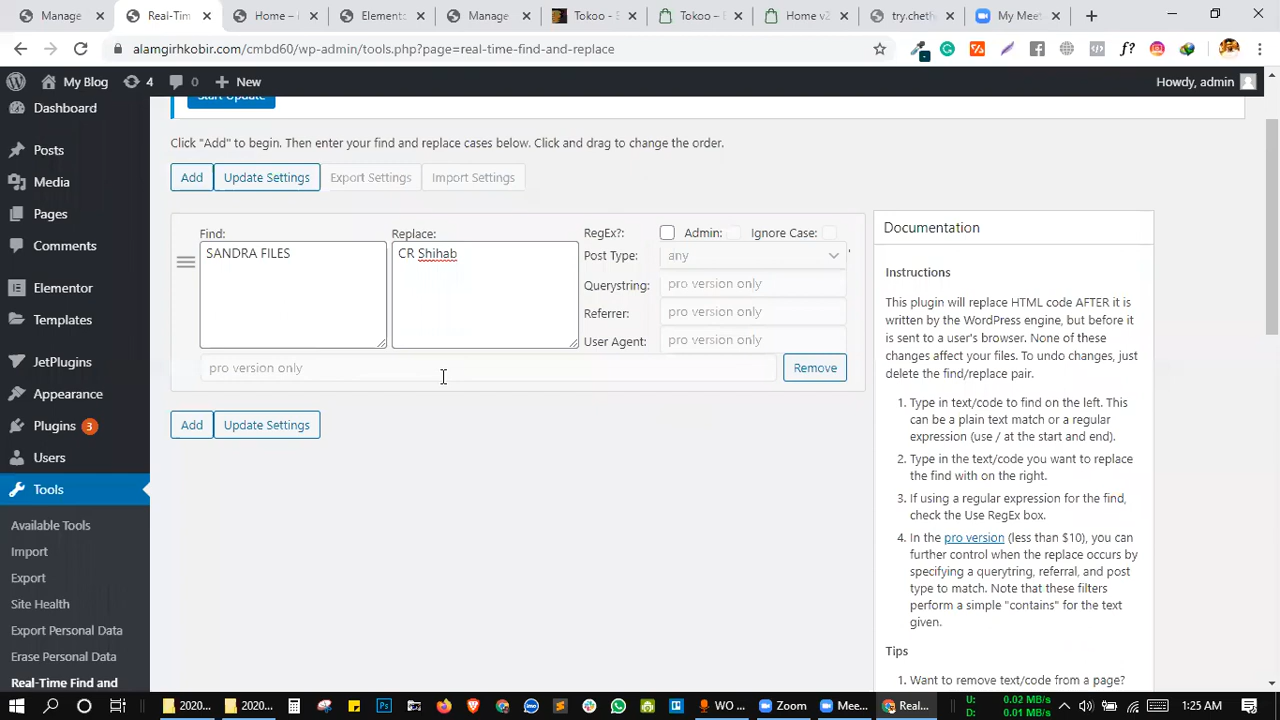 Manage
Real-Tim
Home –
Elemento
Manage
Tokoo - E
Tokoo – E
Home v2
try.cheth
My Meet
alamgirhkobir.com/cmbd60/wp-admin/tools.php?page=real-time-find-and-replace
My Blog
4
0
New
Howdy, admin
Dashboard
Posts
Media
Pages
Comments
Elementor
Templates
JetPlugins
Appearance
Plugins 3
Users
Tools
Available Tools
Import
Export
Site Health
Export Personal Data
Erase Personal Data
Real-Time Find and
Start Update
Click "Add" to begin. Then enter your find and replace cases below. Click and drag to change the order.
Add
Update Settings
Export Settings
Import Settings
Find:
SANDRA FILES
Replace:
CR Shihab
RegEx?:
Admin:
Ignore Case:
Post Type:
any
Querystring:
pro version only
Referrer:
pro version only
User Agent:
pro version only
pro version only
Remove
Add
Update Settings
Documentation
Instructions
This plugin will replace HTML code AFTER it is
written by the WordPress engine, but before it
is sent to a user's browser. None of these
changes affect your files. To undo changes, just
delete the find/replace pair.
1. Type in text/code to find on the left. This
can be a plain text match or a regular
expression (use / at the start and end).
2. Type in the text/code you want to replace
the find with on the right.
3. If using a regular expression for the find,
check the Use RegEx box.
4. In the pro version (less than $10), you can
further control when the replace occurs by
specifying a querytring, referral, and post
type to match. Note that these filters
perform a simple "contains" for the text
given.
Tips
1. Want to remove text/code from a page?
2020...
2020...
WO ...
Zoom
Mee...
Real...
U: 0.02 MB/s
D: 0.01 MB/s
1:25 AM